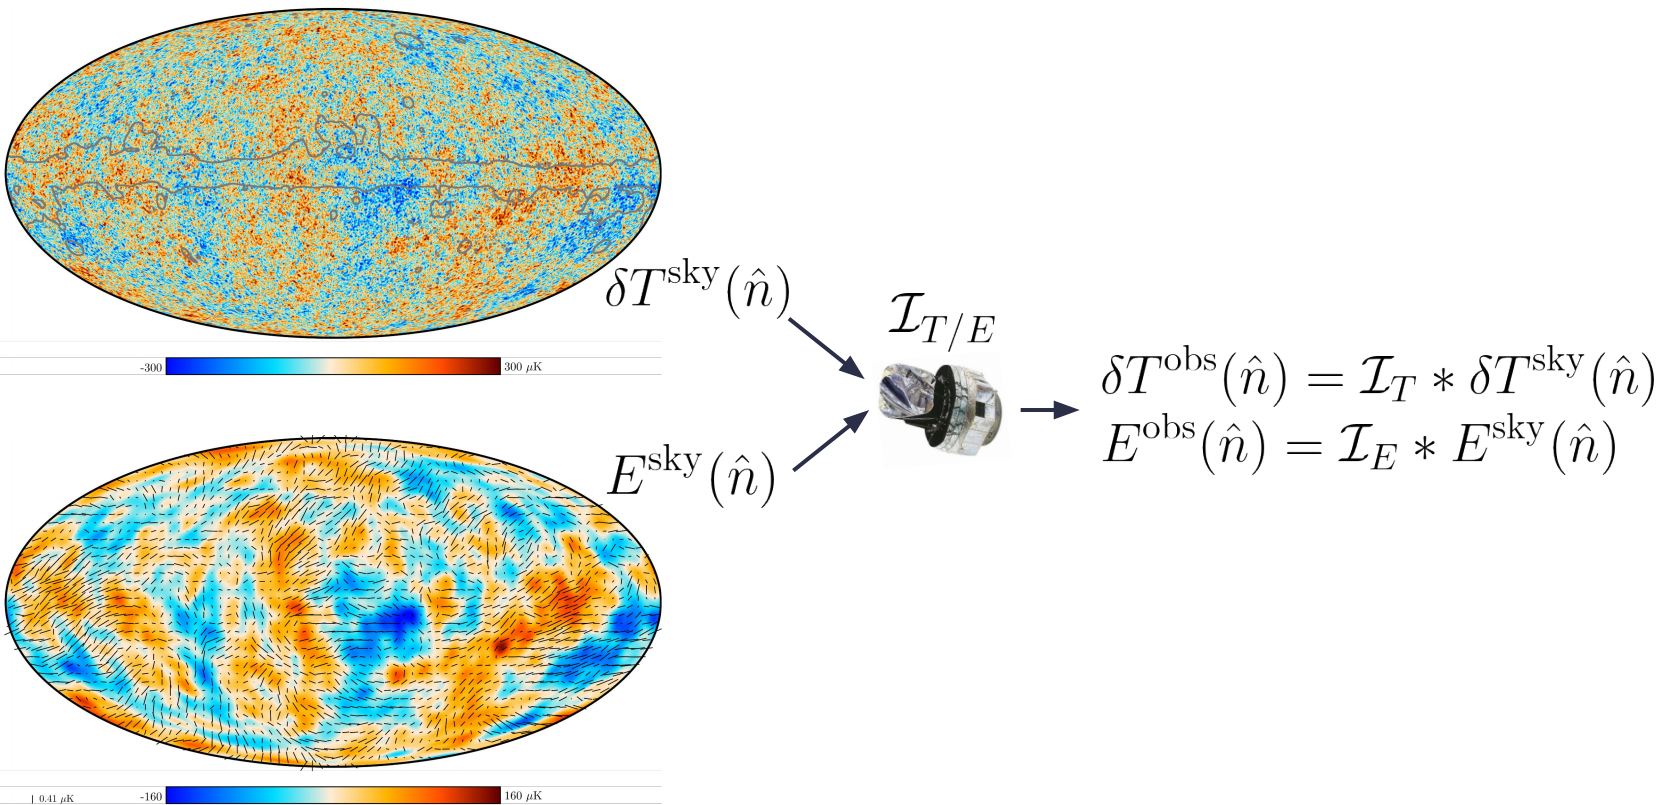 δT^sky(n̂)
-300 300 μK
𝓘_{T/E}
δT^obs(n̂) = 𝓘_T ∗ δT^sky(n̂)
E^obs(n̂) = 𝓘_E ∗ E^sky(n̂)
E^sky(n̂)
0.41 μK -160 160 μK